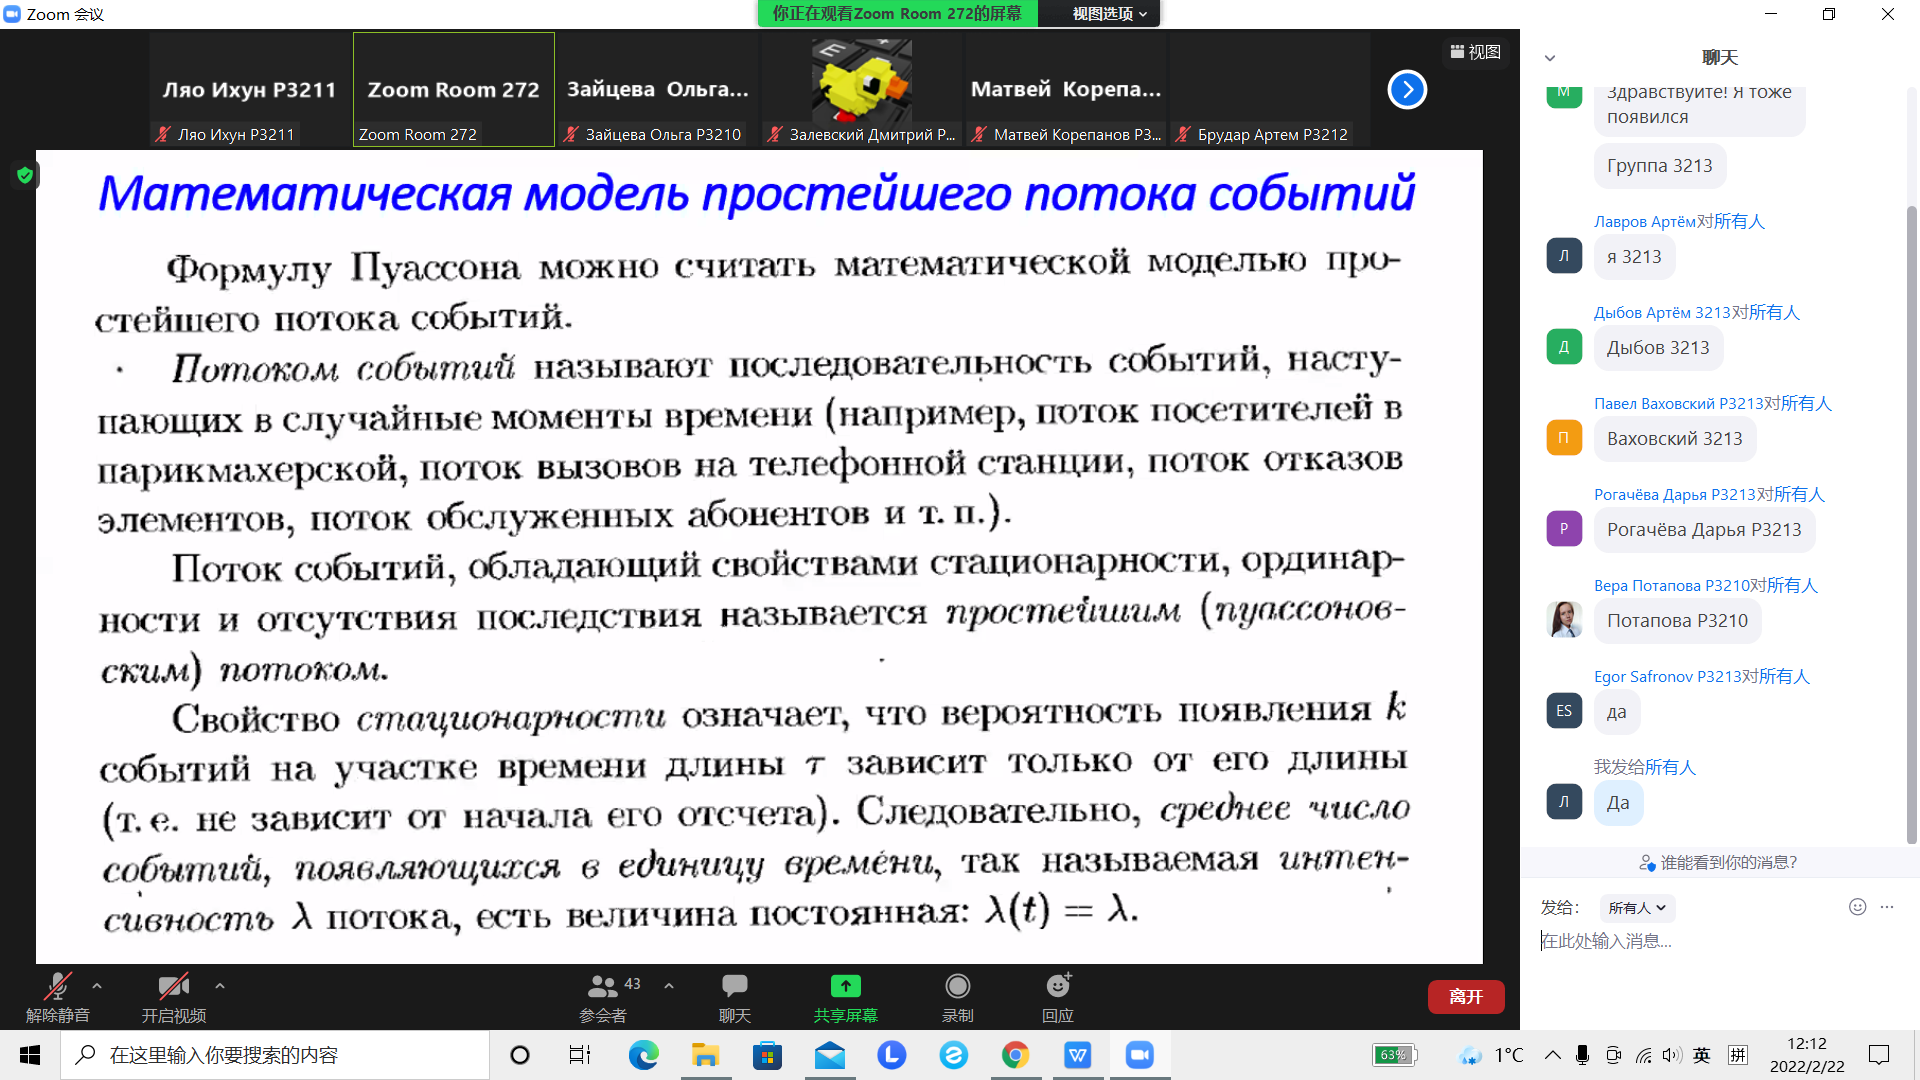 Zoom 会议
你正在观看Zoom Room 272的屏幕
视图选项
视图
Ляо Ихун P3211
Zoom Room 272
Зайцева Ольга...
Матвей Корепа...
Ляо Ихун P3211
Zoom Room 272
Зайцева Ольга P3210
Залевский Дмитрий Р...
Матвей Корепанов Р3...
Брудар Артем P3212
Математическая модель простейшего потока событий
Формулу Пуассона можно считать математической моделью про-
стейшего потока событий.
Потоком событий называют последовательность событий, насту-
пающих в случайные моменты времени (например, поток посетителей в
парикмахерской, поток вызовов на телефонной станции, поток отказов
элементов, поток обслуженных абонентов и т. п.).
Поток событий, обладающий свойствами стационарности, ординар-
ности и отсутствия последствия называется простейшим (пуассонов-
ским) потоком.
Свойство стационарности означает, что вероятность появления k
событий на участке времени длины τ зависит только от его длины
(т. е. не зависит от начала его отсчета). Следовательно, среднее число
событий, появляющихся в единицу времени, так называемая интен-
сивность λ потока, есть величина постоянная: λ(t) = λ.
聊天
М
Здравствуйте! Я тоже
появился
Группа 3213
Лавров Артём对所有人
Л
я 3213
Дыбов Артём 3213对所有人
Д
Дыбов 3213
Павел Ваховский P3213对所有人
П
Ваховский 3213
Рогачёва Дарья P3213对所有人
Р
Рогачёва Дарья P3213
Вера Потапова P3210对所有人
Потапова P3210
Egor Safronov P3213对所有人
ES
да
我发给所有人
Л
Да
谁能看到你的消息?
发给:
所有人
在此处输入消息...
解除静音
开启视频
43
参会者
聊天
共享屏幕
录制
回应
离开
在这里输入你要搜索的内容
63%
1°C
英
拼
12:12
2022/2/22